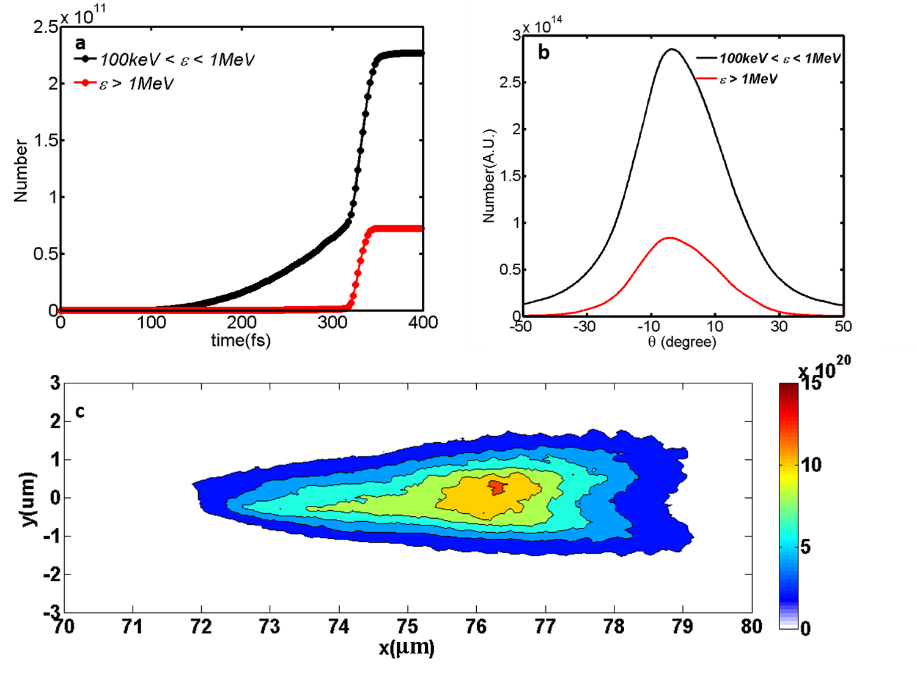 x 10^11
a
100keV < ε < 1MeV
ε > 1MeV
2.5
2
1.5
1
0.5
0
Number
0 100 200 300 400
time(fs)
x 10^14
b
100keV < ε < 1MeV
ε > 1MeV
3
2.5
2
1.5
1
0.5
0
Number(A.U.)
-50 -30 -10 10 30 50
θ (degree)
c
3
2
1
0
-1
-2
-3
y(um)
70 71 72 73 74 75 76 77 78 79 80
x(μm)
x 10^20
15
10
5
0